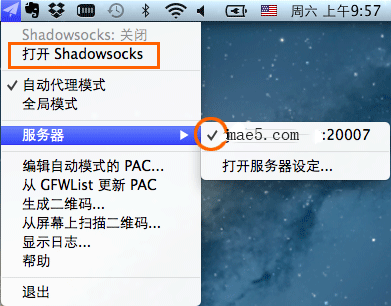 周六 上午9:57
Shadowsocks: 关闭
打开 Shadowsocks
自动代理模式
全局模式
服务器
mae5.com :20007
打开服务器设定...
编辑自动模式的 PAC...
从 GFWList 更新 PAC
生成二维码...
从屏幕上扫描二维码...
显示日志...
帮助
退出